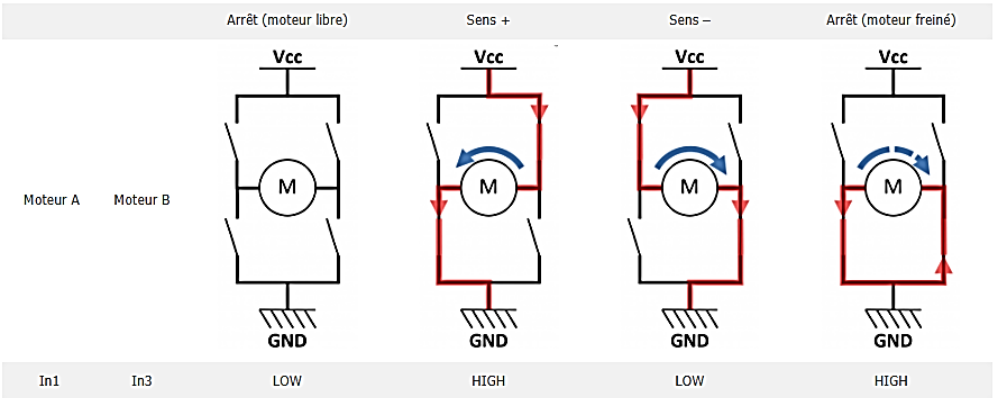 Arrêt (moteur libre) Sens + Sens – Arrêt (moteur freiné)
Vcc Vcc Vcc Vcc
Moteur A Moteur B M M M M
GND GND GND GND
In1 In3 LOW HIGH LOW HIGH